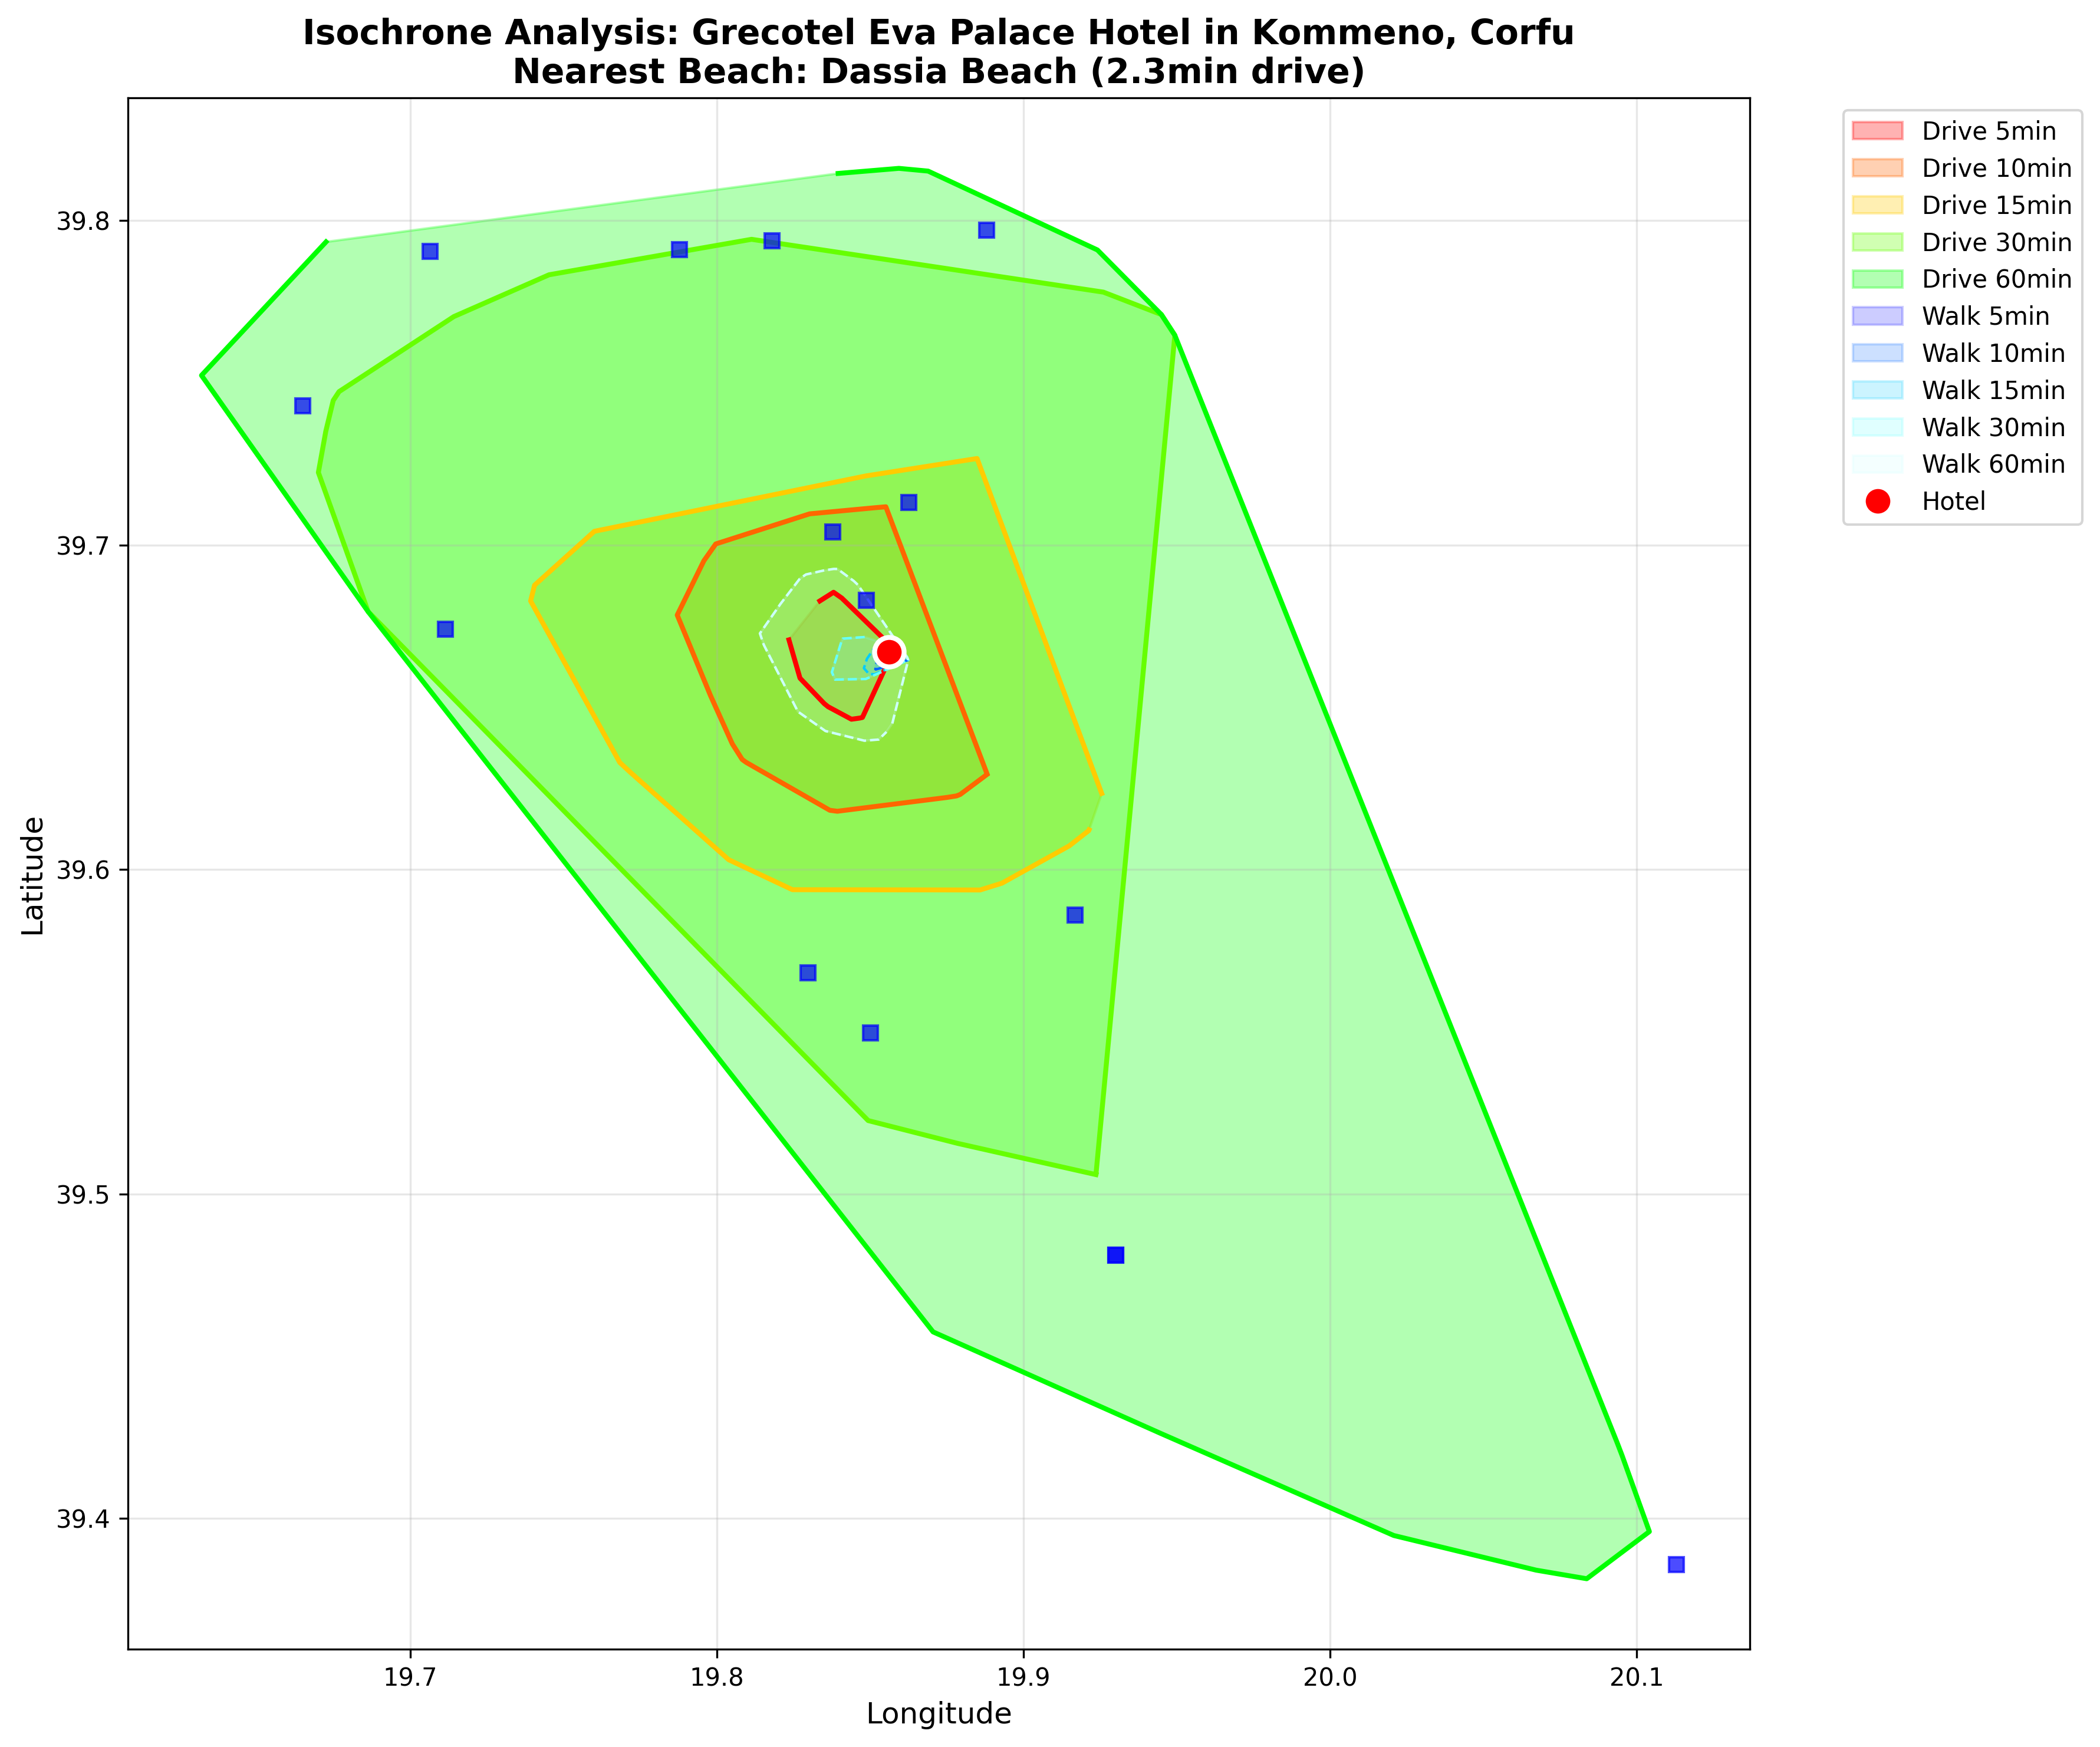 Isochrone Analysis: Grecotel Eva Palace Hotel in Kommeno, Corfu
Nearest Beach: Dassia Beach (2.3min drive)
Drive 5min
Drive 10min
Drive 15min
Drive 30min
Drive 60min
Walk 5min
Walk 10min
Walk 15min
Walk 30min
Walk 60min
Hotel
Latitude
39.8
39.7
39.6
39.5
39.4
19.7
19.8
19.9
20.0
20.1
Longitude